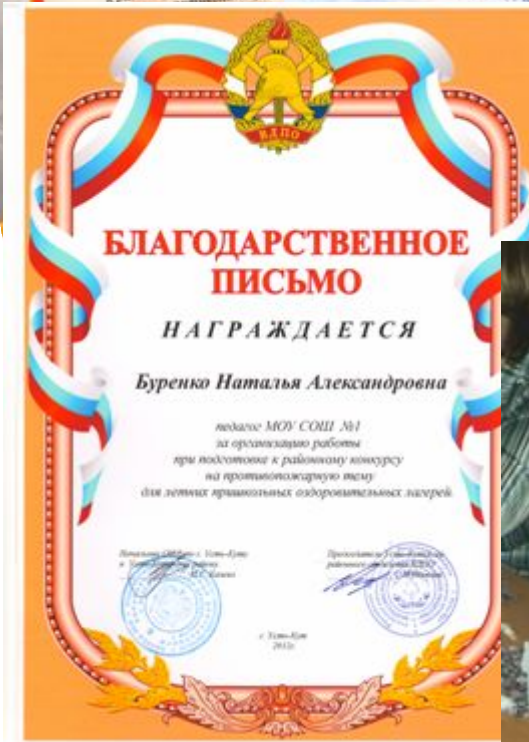 ВДПО
БЛАГОДАРСТВЕННОЕ
ПИСЬМО
НАГРАЖДАЕТСЯ
Буренко Наталья Александровна
педагог МОУ СОШ №1
за организацию работы
при подготовке к районному конкурсу
на противопожарную тему
для летних пришкольных оздоровительных лагерей
г. Усть-Кут
2012г.